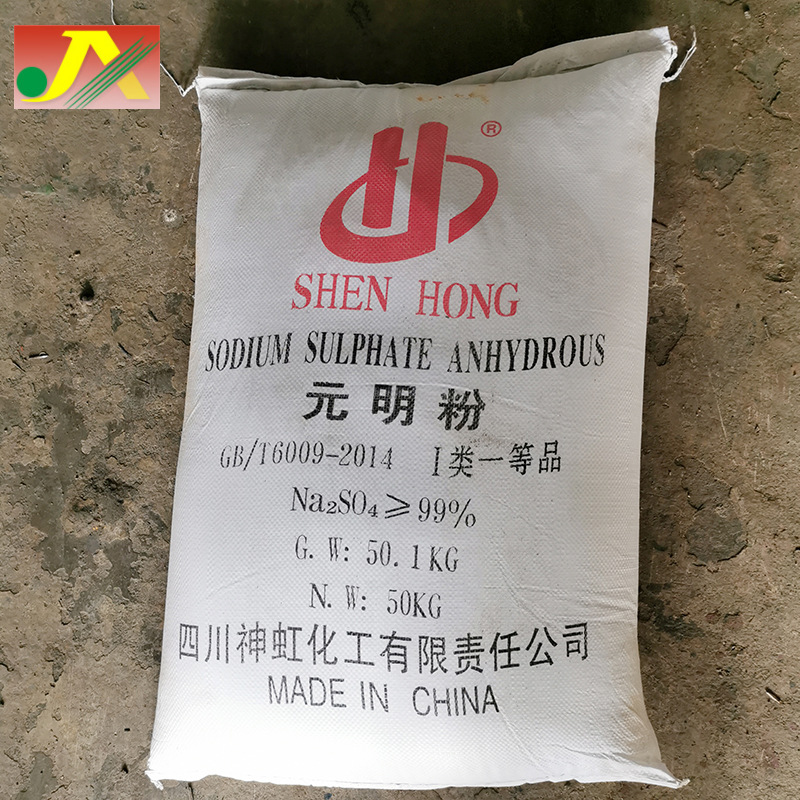 JX
®
SHEN HONG
SODIUM SULPHATE ANHYDROUS
元明粉
GB/T6009-2014 I类一等品
Na₂SO₄≥99%
G.W: 50.1KG
N.W: 50KG
四川神虹化工有限责任公司
MADE IN CHINA